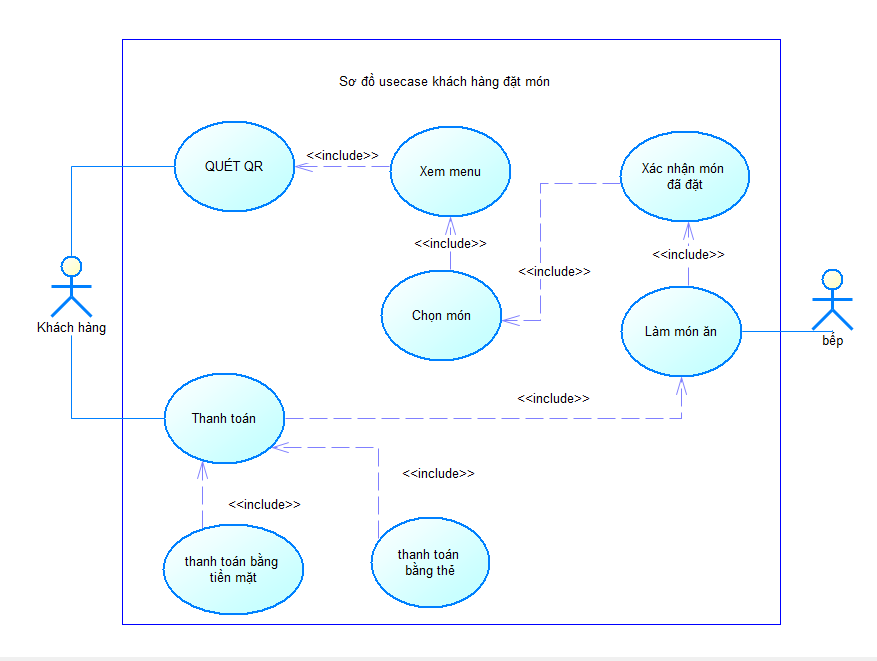 Sơ đồ usecase khách hàng đặt món
QUÉT QR
<<include>>
Xem menu
Xác nhận món
đã đặt
<<include>>
<<include>>
<<include>>
Khách hàng
Chọn món
Làm món ăn
bếp
<<include>>
Thanh toán
<<include>>
<<include>>
thanh toán bằng
tiền mặt
thanh toán
bằng thẻ